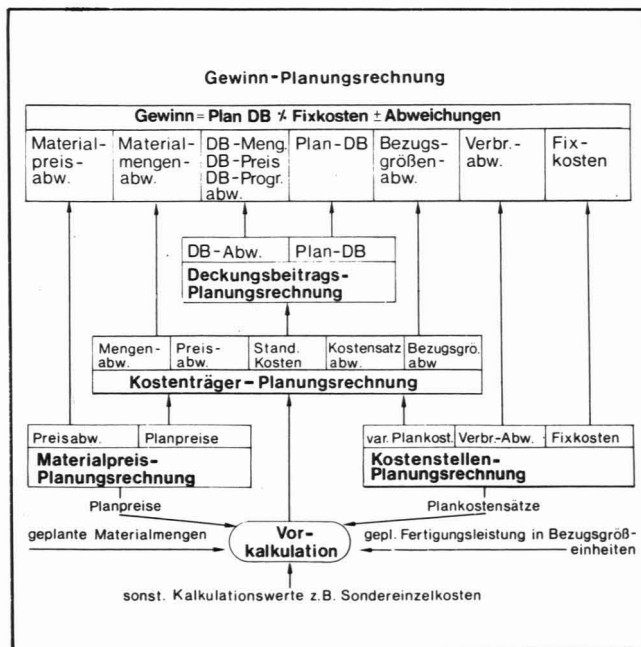 Gewinn-Planungsrechnung
Gewinn = Plan DB ٪ Fixkosten ± Abweichungen
Material-
preis-
abw.
Material-
mengen-
abw.
DB-Meng.
DB-Preis
DB-Progr.
abw.
Plan-DB
Bezugs-
größen-
abw.
Verbr.-
abw.
Fix-
kosten
DB-Abw.
Plan-DB
Deckungsbeitrags-
Planungsrechnung
Mengen-
abw.
Preis-
abw.
Stand.
Kosten
Kostensatz
abw.
Bezugsgrö.
abw
Kostenträger-Planungsrechnung
Preisabw.
Planpreise
Materialpreis-
Planungsrechnung
var. Plankost.
Verbr.-Abw.
Fixkosten
Kostenstellen-
Planungsrechnung
Planpreise
Plankostensätze
geplante Materialmengen
Vor-
kalkulation
gepl. Fertigungsleistung in Bezugsgröß-
einheiten
sonst. Kalkulationswerte z.B. Sondereinzelkosten